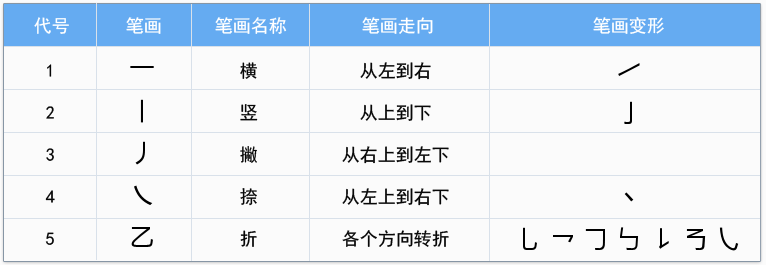 代号 笔画 笔画名称 笔画走向 笔画变形
1 一 横 从左到右 ㇀
2 丨 竖 从上到下 亅
3 丿 撇 从右上到左下
4 ㇏ 捺 从左上到右下 丶
5 乙 折 各个方向转折 ㇄ 乛 ㇆ ㇉ ㇙ ㇡ ㇂